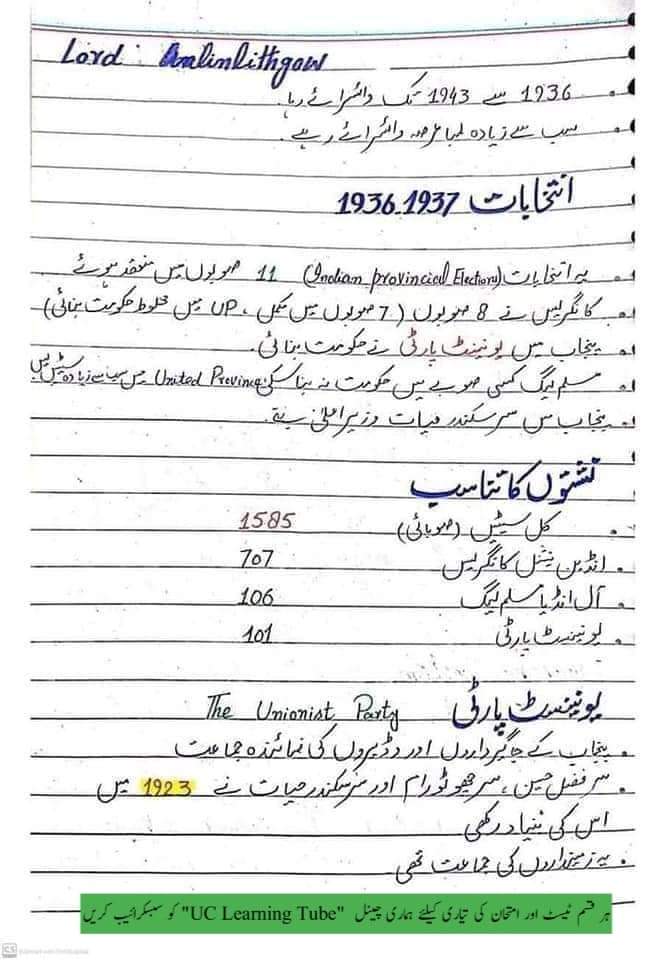 Lord: Linlithgow
• 1936 سے 1943 تک وائسرائے رہا۔
• سب سے زیادہ لمبا عرصہ وائسرائے رہے۔
انتخابات 1936-1937
• یہ انتخابات (Indian provincial Elections) 11 صوبوں میں منعقد ہوئے
• کانگریس نے 8 صوبوں (7 صوبوں میں مکمل، UP میں مخلوط حکومت بنائی)
• پنجاب میں یونینسٹ پارٹی نے حکومت بنائی۔
• مسلم لیگ کسی صوبے میں حکومت نہ بنا سکی United Province میں سب سے زیادہ سیٹیں لیں
• پنجاب میں سر سکندر حیات وزیر اعلیٰ بنے۔
نشتوں کا تناسب
• کل سیٹیں (صوبائی) 1585
• انڈین نیشنل کانگریس 707
• آل انڈیا مسلم لیگ 106
• یونینسٹ پارٹی 101
یونینسٹ پارٹی The Unionist Party
• پنجاب کے جاگیرداروں اور وڈیروں کی نمائندہ جماعت
• سر فضل حسین، سر چھوٹو رام اور سر سکندر حیات نے 1923 میں
اس کی بنیاد رکھی
• یہ زمینداروں کی جماعت تھی
ہر قسم ٹیسٹ اور امتحان کی تیاری کیلئے ہماری چینل "UC Learning Tube" کو سبسکرائیب کریں
CS